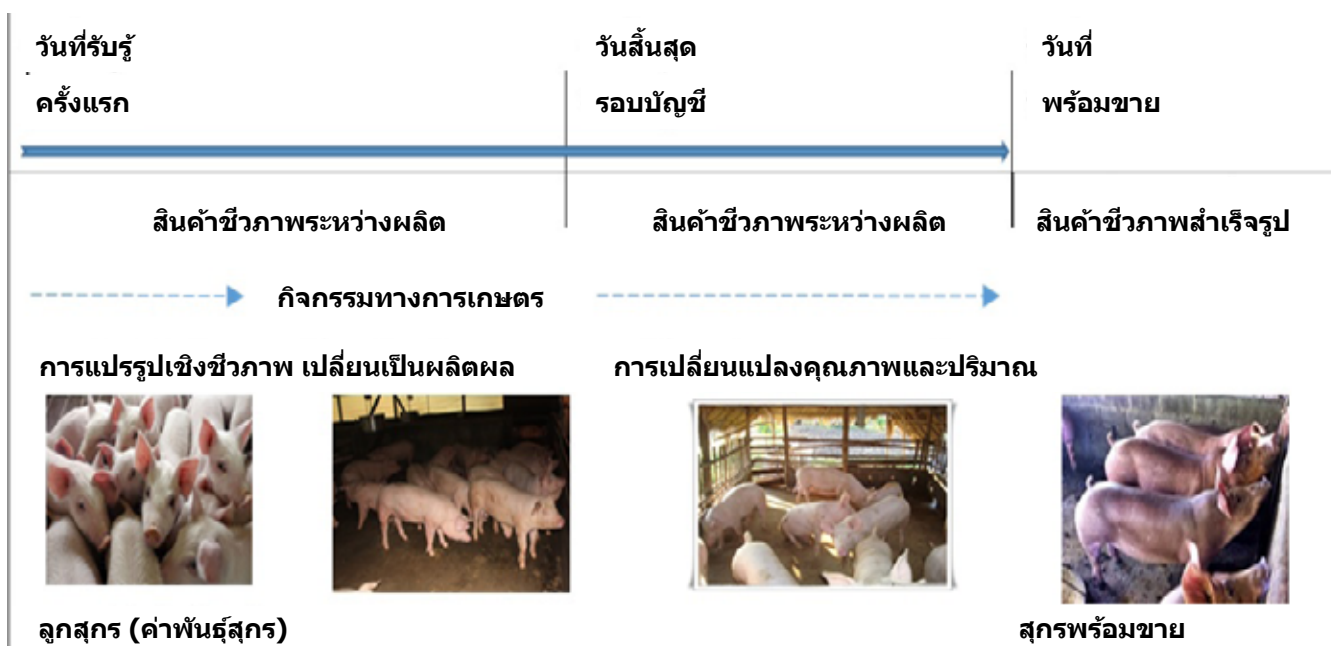 วันที่รับรู้
ครั้งแรก
วันสิ้นสุด
รอบบัญชี
วันที่
พร้อมขาย
สินค้าชีวภาพระหว่างผลิต
สินค้าชีวภาพระหว่างผลิต
สินค้าชีวภาพสำเร็จรูป
กิจกรรมทางการเกษตร
การแปรรูปเชิงชีวภาพ เปลี่ยนเป็นผลิตผล
การเปลี่ยนแปลงคุณภาพและปริมาณ
ลูกสุกร (ค่าพันธุ์สุกร)
สุกรพร้อมขาย